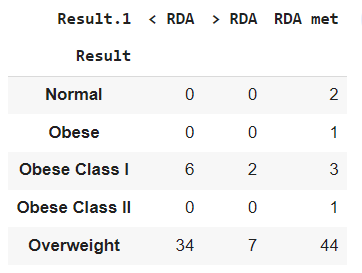 Result.1 < RDA > RDA RDA met
Result
Normal 0 0 2
Obese 0 0 1
Obese Class I 6 2 3
Obese Class II 0 0 1
Overweight 34 7 44